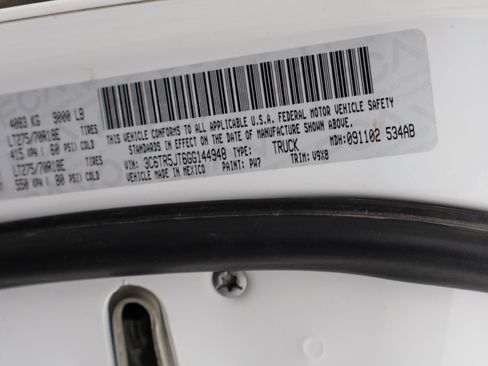 4083 KG 9000 LB
LT275/70R18E TIRES
415 KPA ( 60 PSI) COLD
LT275/70R18E TIRES
550 KPA ( 80 PSI) COLD
THIS VEHICLE CONFORMS TO ALL APPLICABLE U.S.A. FEDERAL MOTOR VEHICLE SAFETY
STANDARDS IN EFFECT ON THE DATE OF MANUFACTURE SHOWN ABOVE.
VIN: 3C6TR5JT6GG144948 TYPE: TRUCK MDH: 091102 534AB
VEHICLE MADE IN MEXICO PAINT: PW7 TRIM: V9X8